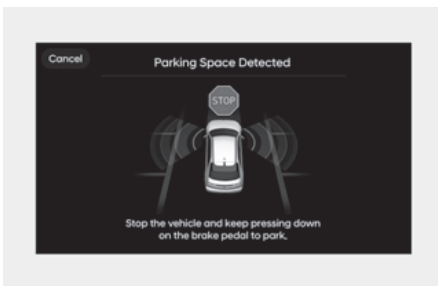 Cancel
Parking Space Detected
STOP
Stop the vehicle and keep pressing down
on the brake pedal to park.